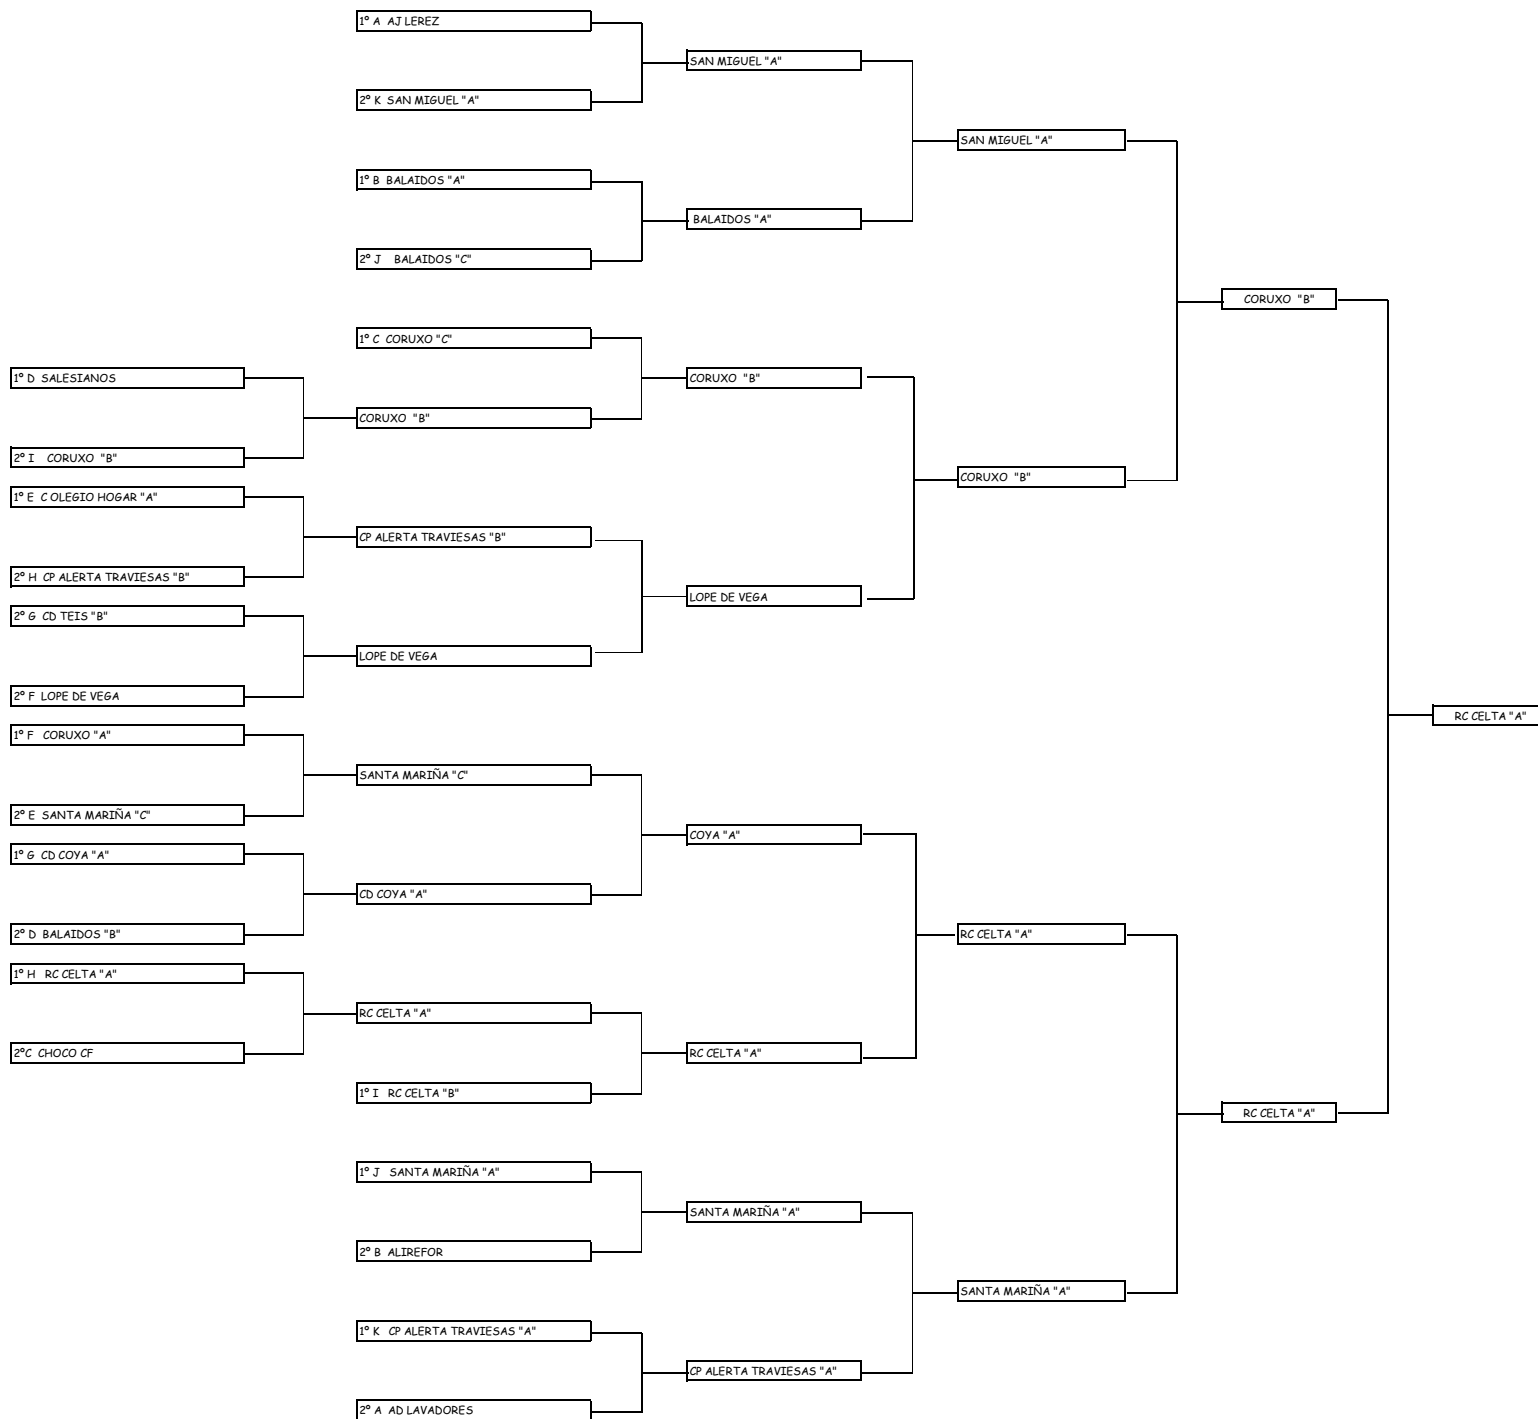 1º A AJ LEREZ
SAN MIGUEL "A"
2º K SAN MIGUEL "A"
SAN MIGUEL "A"
1º B BALAIDOS "A"
BALAIDOS "A"
2º J BALAIDOS "C"
CORUXO "B"
1º C CORUXO "C"
1º D SALESIANOS
CORUXO "B"
CORUXO "B"
2º I CORUXO "B"
CORUXO "B"
1º E C OLEGIO HOGAR "A"
CP ALERTA TRAVIESAS "B"
2º H CP ALERTA TRAVIESAS "B"
LOPE DE VEGA
2º G CD TEIS "B"
LOPE DE VEGA
2º F LOPE DE VEGA
RC CELTA "A"
1º F CORUXO "A"
SANTA MARIÑA "C"
2º E SANTA MARIÑA "C"
COYA "A"
1º G CD COYA "A"
CD COYA "A"
2º D BALAIDOS "B"
RC CELTA "A"
1º H RC CELTA "A"
RC CELTA "A"
2ºC CHOCO CF
RC CELTA "A"
1º I RC CELTA "B"
RC CELTA "A"
1º J SANTA MARIÑA "A"
SANTA MARIÑA "A"
2º B ALIREFOR
SANTA MARIÑA "A"
1º K CP ALERTA TRAVIESAS "A"
CP ALERTA TRAVIESAS "A"
2º A AD LAVADORES